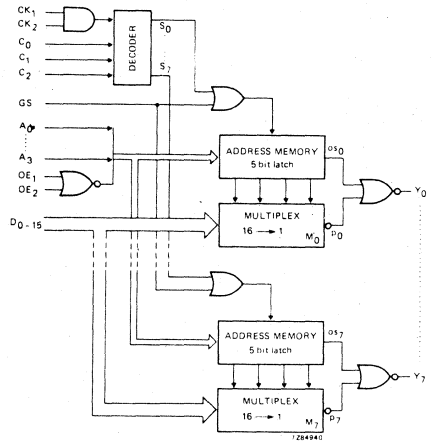 CK1
CK2
C0
C1
C2
DECODER
S0
S7
GS
A0
A3
OE1
OE2
D0-15
ADDRESS MEMORY
5 bit latch
os0
MULTIPLEX
16 → 1
M0
p0
Y0
ADDRESS MEMORY
5 bit latch
os7
MULTIPLEX
16 → 1
M7
p7
Y7
7Z84940